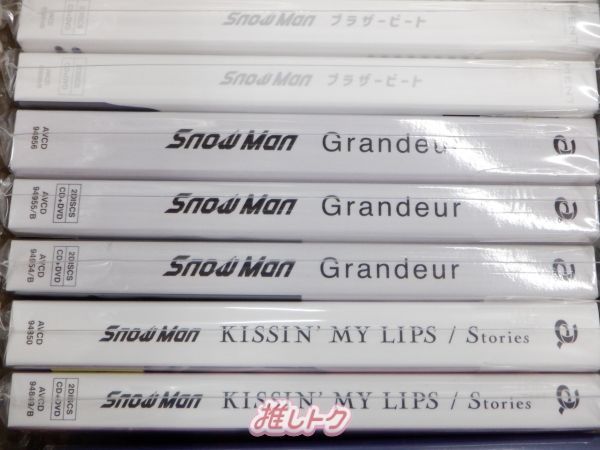 Snow Man ブラザービート
Snow Man ブラザービート
AVCD 94956 Snow Man Grandeur
AVCD 94955/B 2DISCS CD+DVD Snow Man Grandeur
AVCD 94954/B 2DISCS CD+DVD Snow Man Grandeur
AVCD 94850 Snow Man KISSIN' MY LIPS / Stories
AVCD 94849/B 2DISCS CD+DVD Snow Man KISSIN' MY LIPS / Stories
推しトク